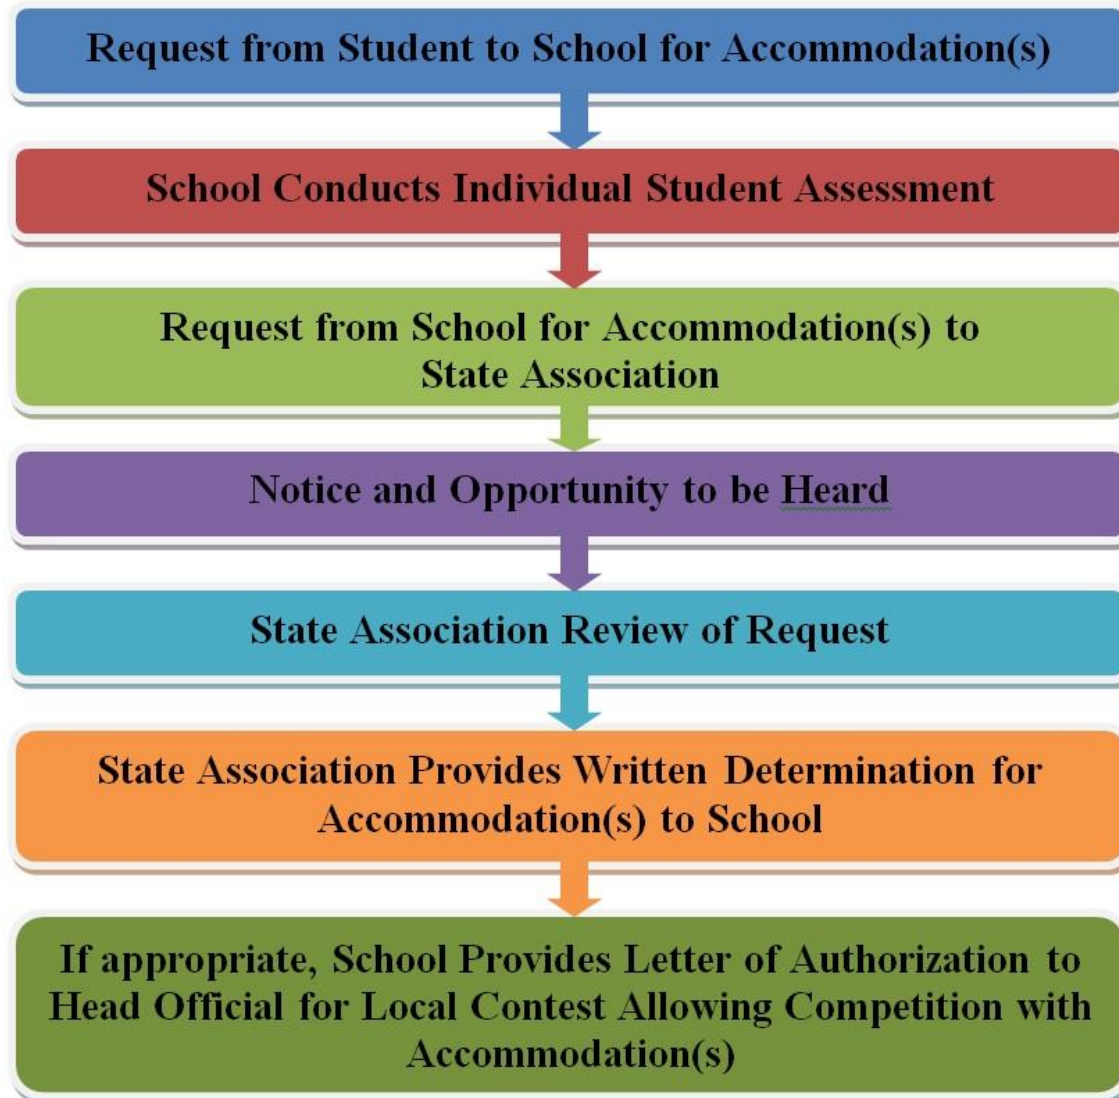 Request from Student to School for Accommodation(s)
School Conducts Individual Student Assessment
Request from School for Accommodation(s) to
State Association
Notice and Opportunity to be Heard
State Association Review of Request
State Association Provides Written Determination for
Accommodation(s) to School
If appropriate, School Provides Letter of Authorization to
Head Official for Local Contest Allowing Competition with
Accommodation(s)